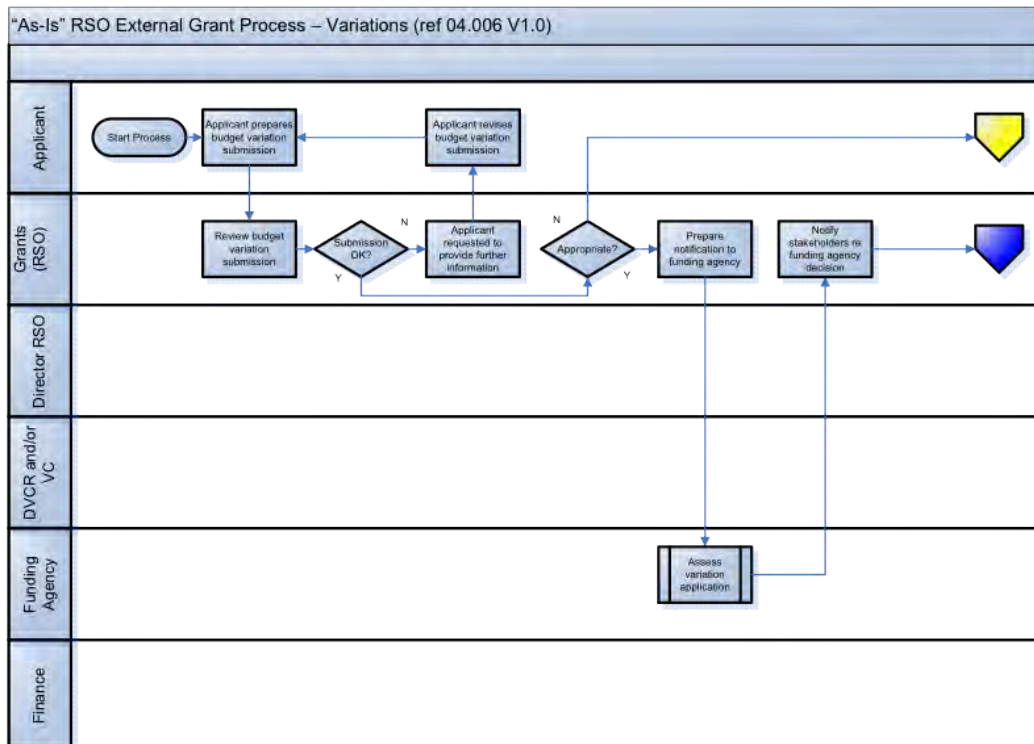 "As-Is" RSO External Grant Process – Variations (ref 04.006 V1.0)
Applicant
Start Process
Applicant prepares
budget variation
submission
Applicant revises
budget variation
submission
Grants
(RSO)
Review budget
variation
submission
Submission
OK?
N
Y
Applicant
requested to
provide further
information
N
Appropriate?
Y
Prepare
notification to
funding agency
Notify
stakeholders re
funding agency
decision
Director RSO
DVCR and/or
VC
Funding
Agency
Assess
variation
application
Finance